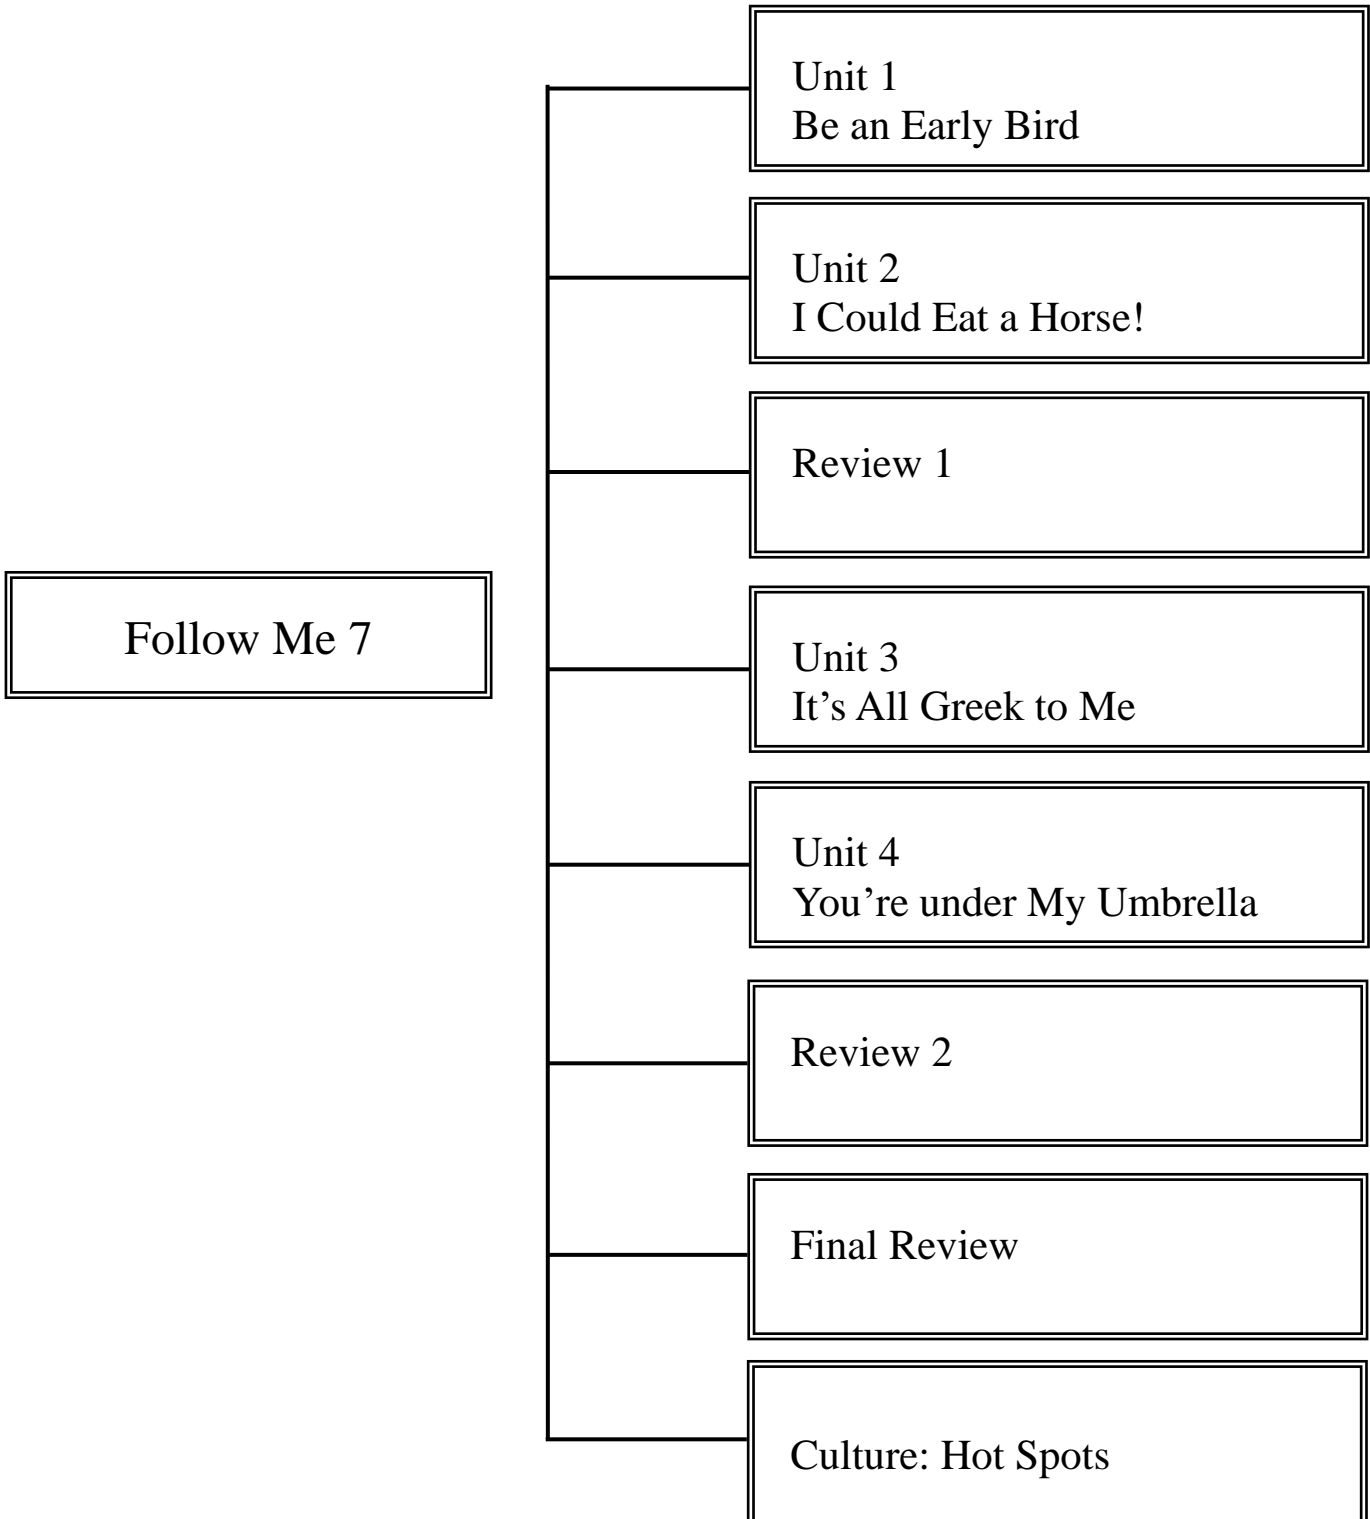 Follow Me 7
Unit 1
Be an Early Bird
Unit 2
I Could Eat a Horse!
Review 1
Unit 3
It’s All Greek to Me
Unit 4
You’re under My Umbrella
Review 2
Final Review
Culture: Hot Spots